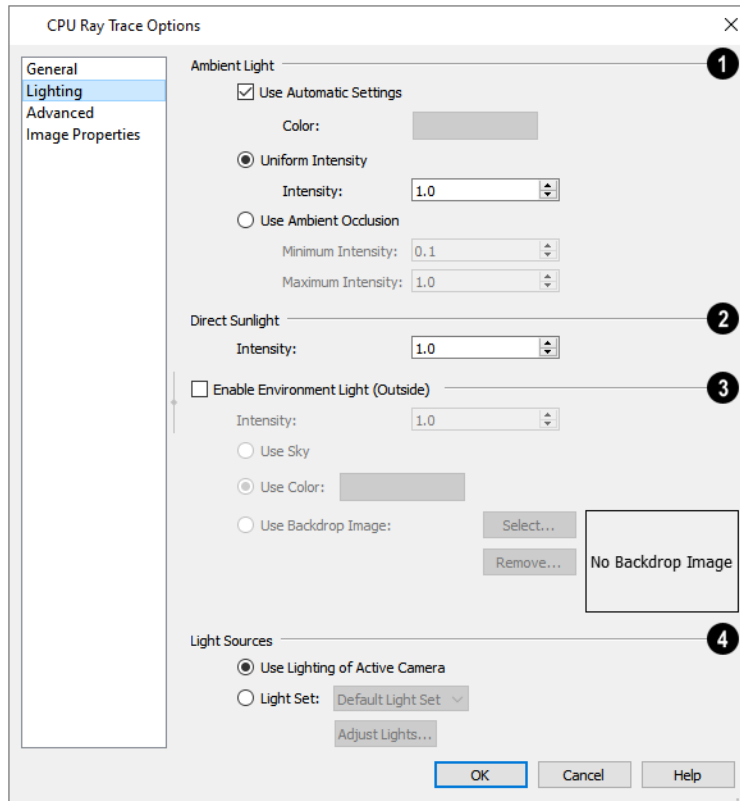 CPU Ray Trace Options
General
Lighting
Advanced
Image Properties
Ambient Light
1
Use Automatic Settings
Color:
Uniform Intensity
Intensity: 1.0
Use Ambient Occlusion
Minimum Intensity: 0.1
Maximum Intensity: 1.0
Direct Sunlight
2
Intensity: 1.0
Enable Environment Light (Outside)
3
Intensity: 1.0
Use Sky
Use Color:
Use Backdrop Image: Select...
Remove...
No Backdrop Image
Light Sources
4
Use Lighting of Active Camera
Light Set: Default Light Set
Adjust Lights...
OK Cancel Help